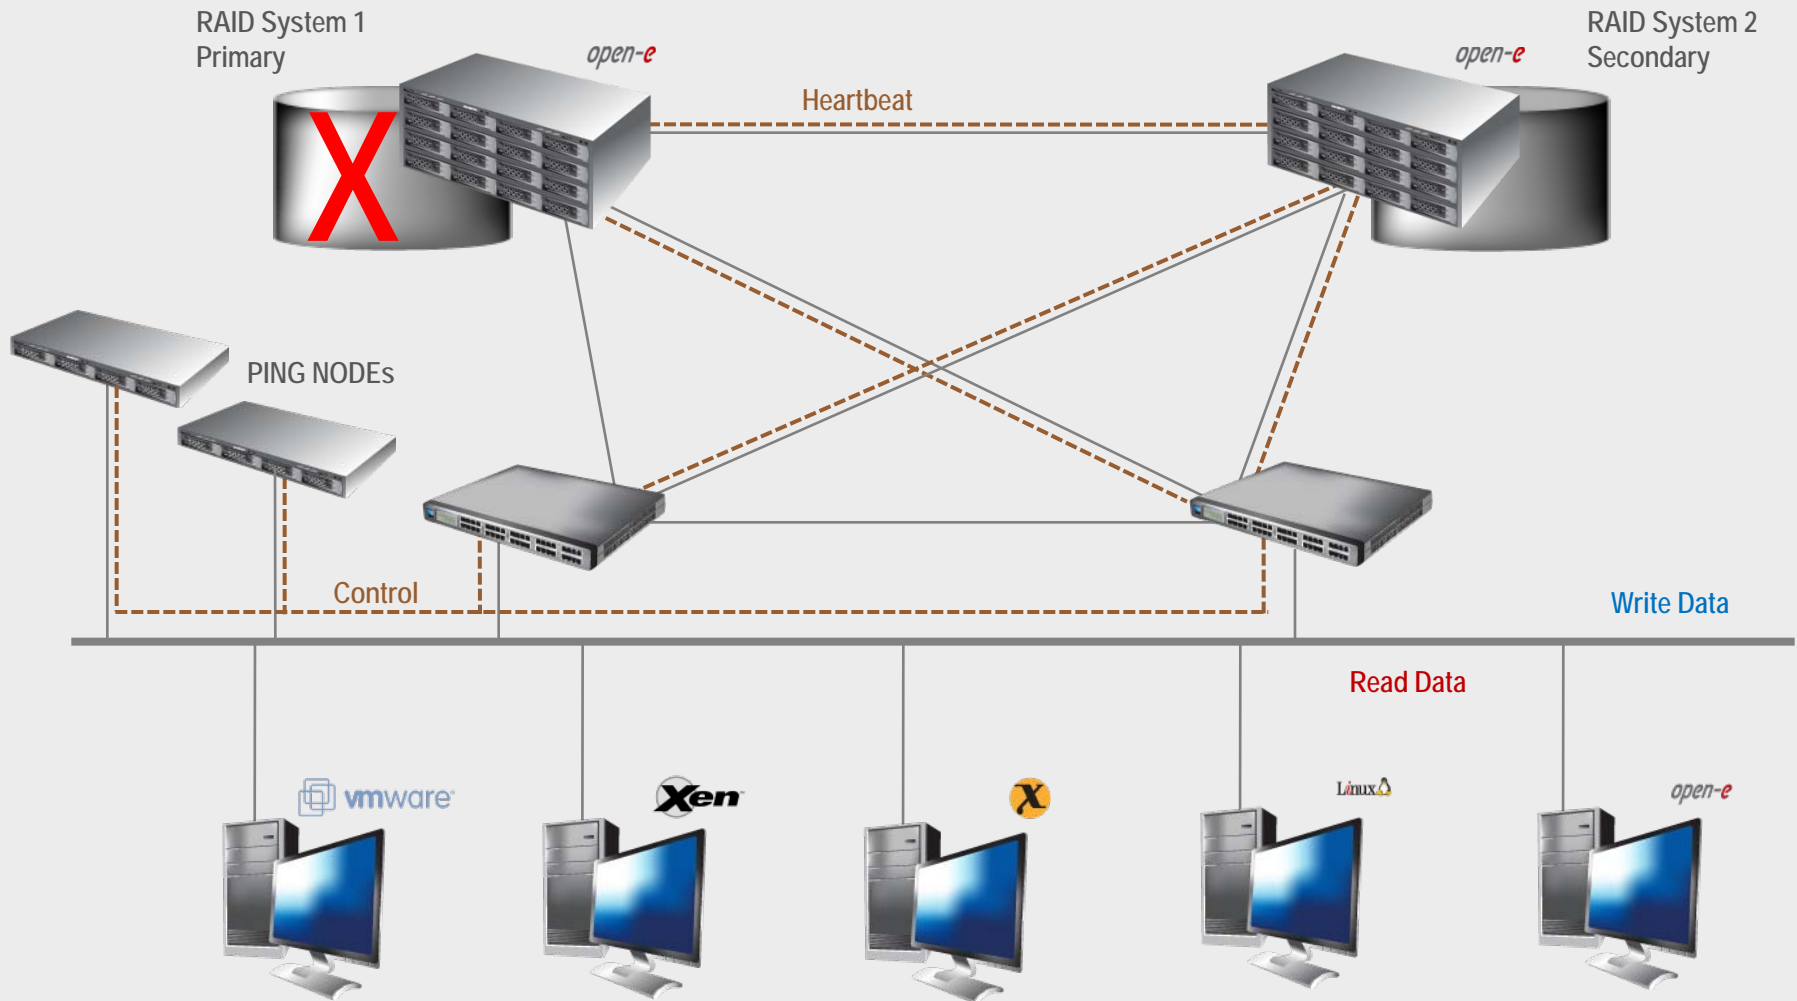 RAID System 1
Primary
open-e
open-e
RAID System 2
Secondary
Heartbeat
PING NODEs
Control
Write Data
Read Data
vmware
Xen
X
Linux
open-e